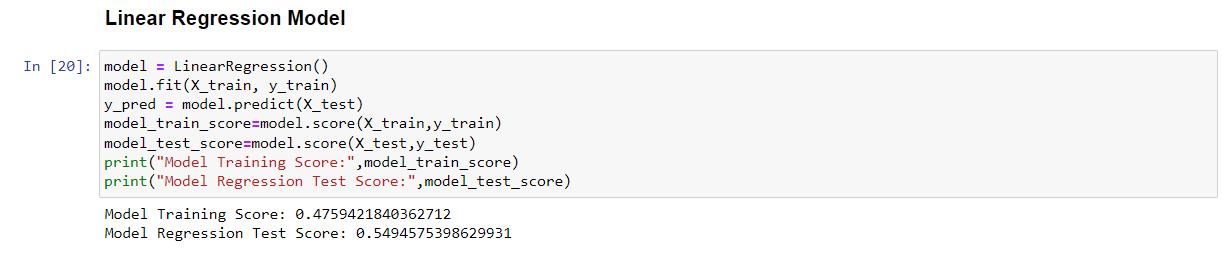 Linear Regression Model
In [20]: model = LinearRegression()
model.fit(X_train, y_train)
y_pred = model.predict(X_test)
model_train_score=model.score(X_train,y_train)
model_test_score=model.score(X_test,y_test)
print("Model Training Score:",model_train_score)
print("Model Regression Test Score:",model_test_score)
Model Training Score: 0.4759421840362712
Model Regression Test Score: 0.5494575398629931